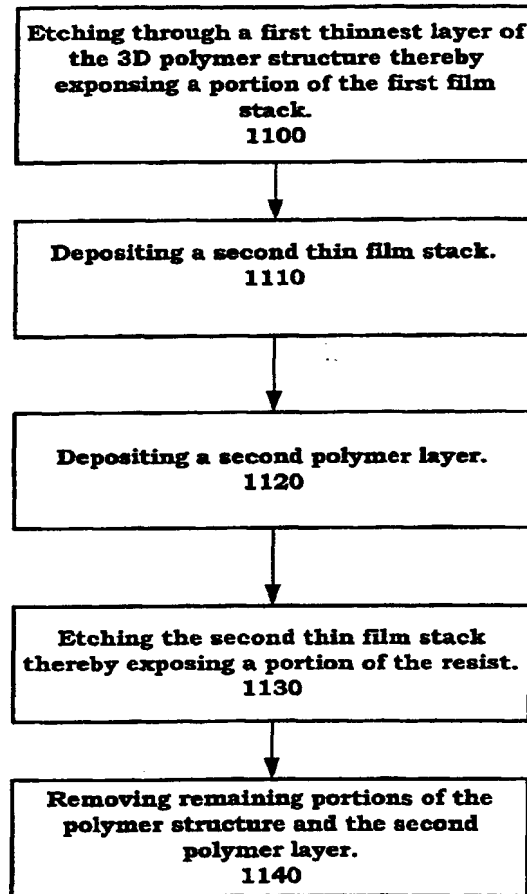 Etching through a first thinnest layer of
the 3D polymer structure thereby
exponsing a portion of the first film
stack.
1100
Depositing a second thin film stack.
1110
Depositing a second polymer layer.
1120
Etching the second thin film stack
thereby exposing a portion of the resist.
1130
Removing remaining portions of the
polymer structure and the second
polymer layer.
1140